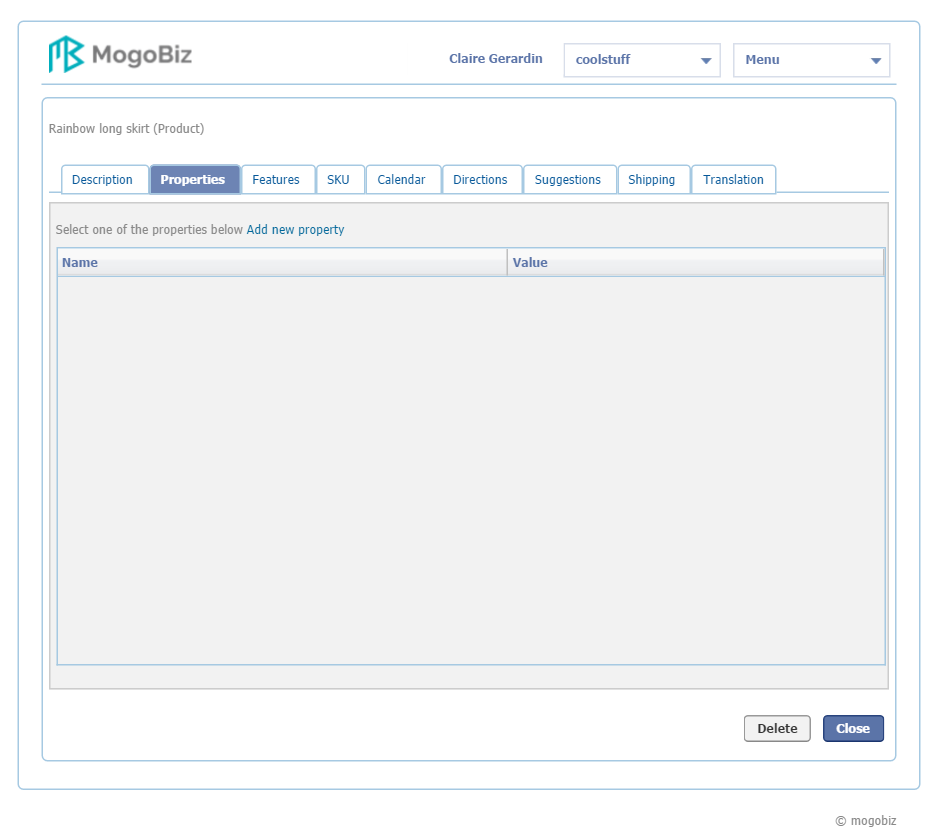 MogoBiz
Claire Gerardin coolstuff Menu
Rainbow long skirt (Product)
Description Properties Features SKU Calendar Directions Suggestions Shipping Translation
Select one of the properties below Add new property
Name Value
Delete Close
© mogobiz